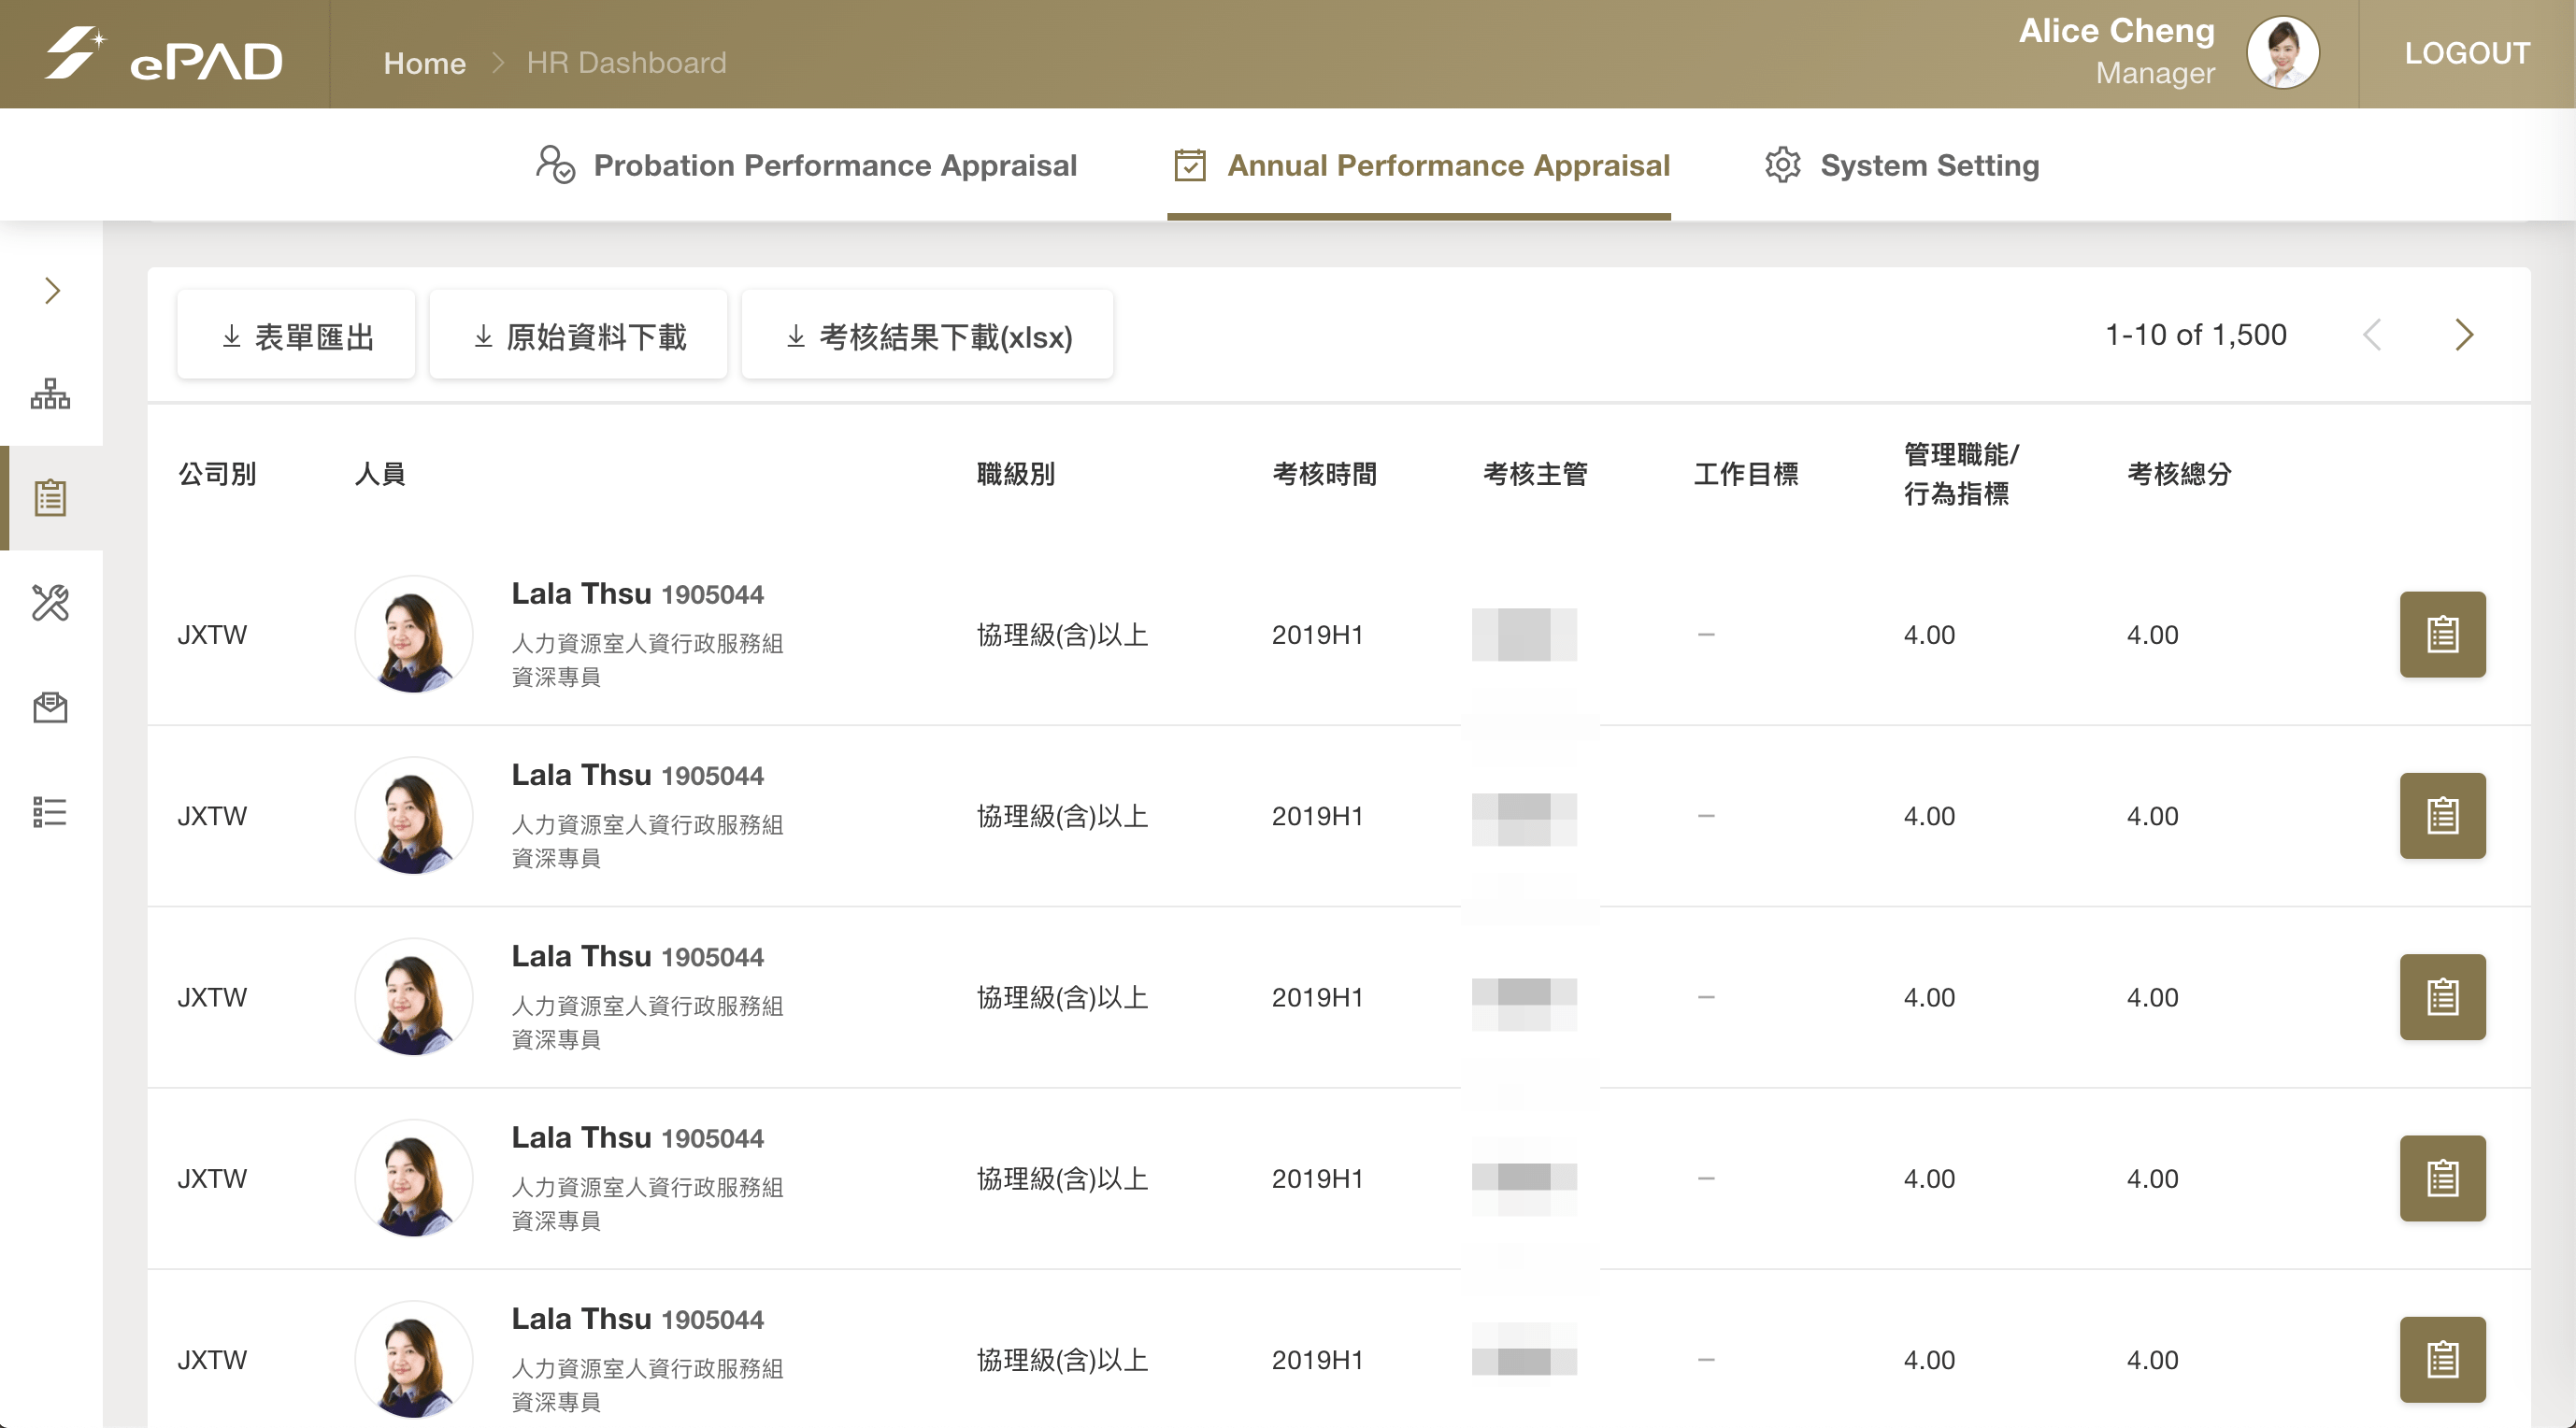 ePAD
Home > HR Dashboard
Alice Cheng
Manager
LOGOUT
Probation Performance Appraisal
Annual Performance Appraisal
System Setting
表單匯出
原始資料下載
考核結果下載(xlsx)
1-10 of 1,500
公司別 人員 職級別 考核時間 考核主管 工作目標 管理職能/ 考核總分
行為指標
Lala Thsu 1905044
JXTW 協理級(含)以上 2019H1 – 4.00 4.00
人力資源室人資行政服務組
資深專員
Lala Thsu 1905044
JXTW 協理級(含)以上 2019H1 – 4.00 4.00
人力資源室人資行政服務組
資深專員
Lala Thsu 1905044
JXTW 協理級(含)以上 2019H1 – 4.00 4.00
人力資源室人資行政服務組
資深專員
Lala Thsu 1905044
JXTW 協理級(含)以上 2019H1 – 4.00 4.00
人力資源室人資行政服務組
資深專員
Lala Thsu 1905044
JXTW 協理級(含)以上 2019H1 – 4.00 4.00
人力資源室人資行政服務組
資深專員